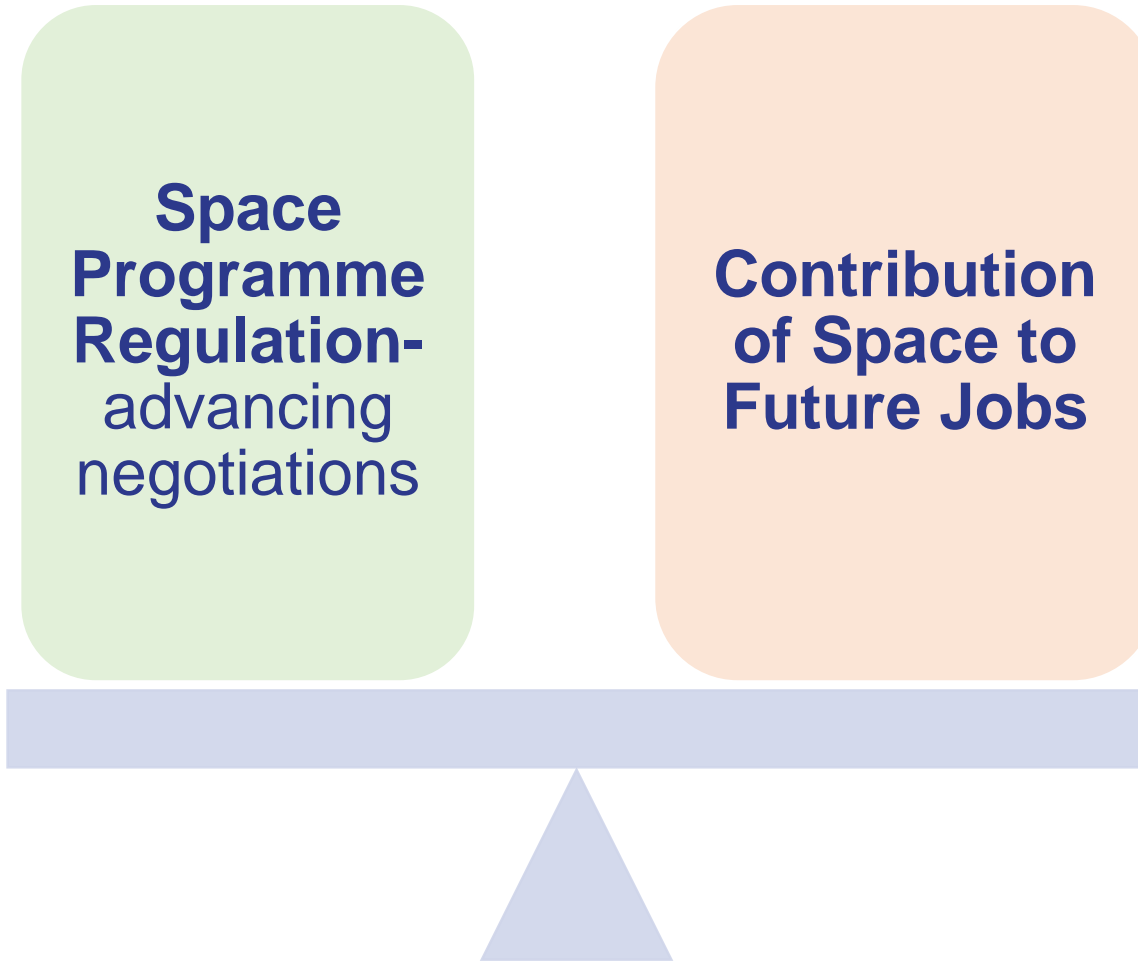 Space
Programme
Regulation-
advancing
negotiations
Contribution
of Space to
Future Jobs